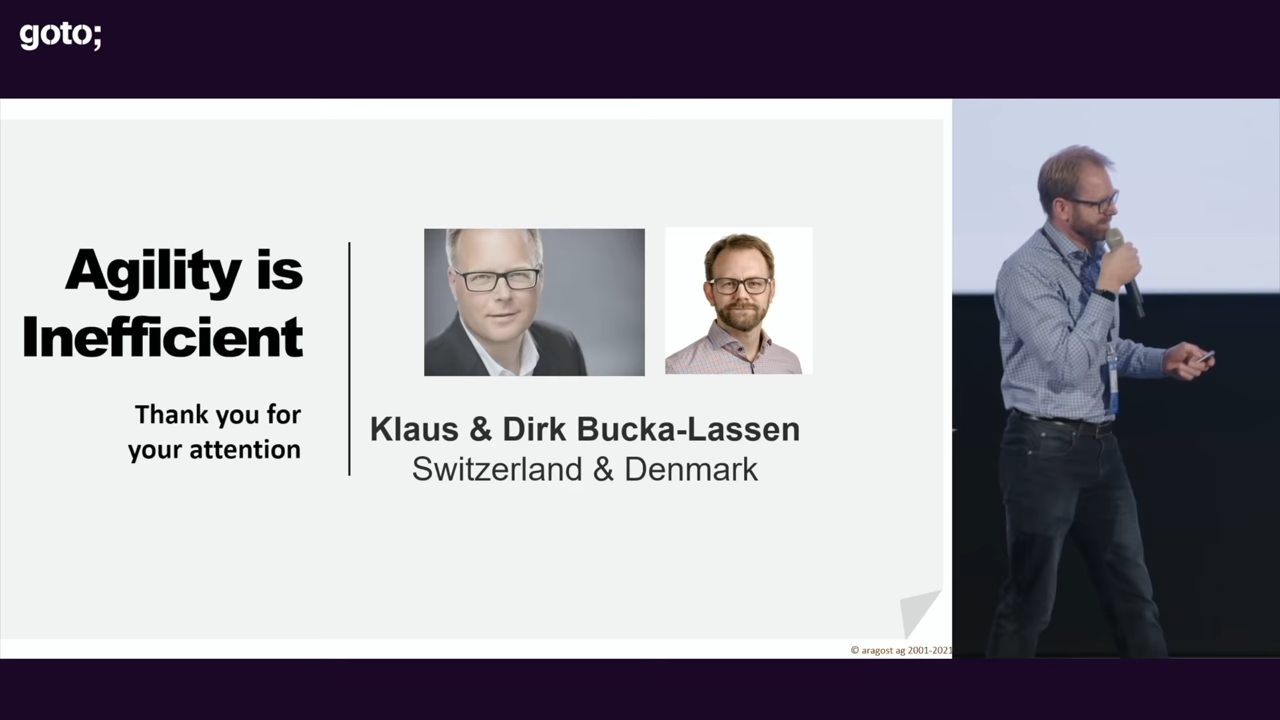 goto;
Agility is
Inefficient
Thank you for
your attention
Klaus & Dirk Bucka-Lassen
Switzerland & Denmark
© aragost ag 2001-2021